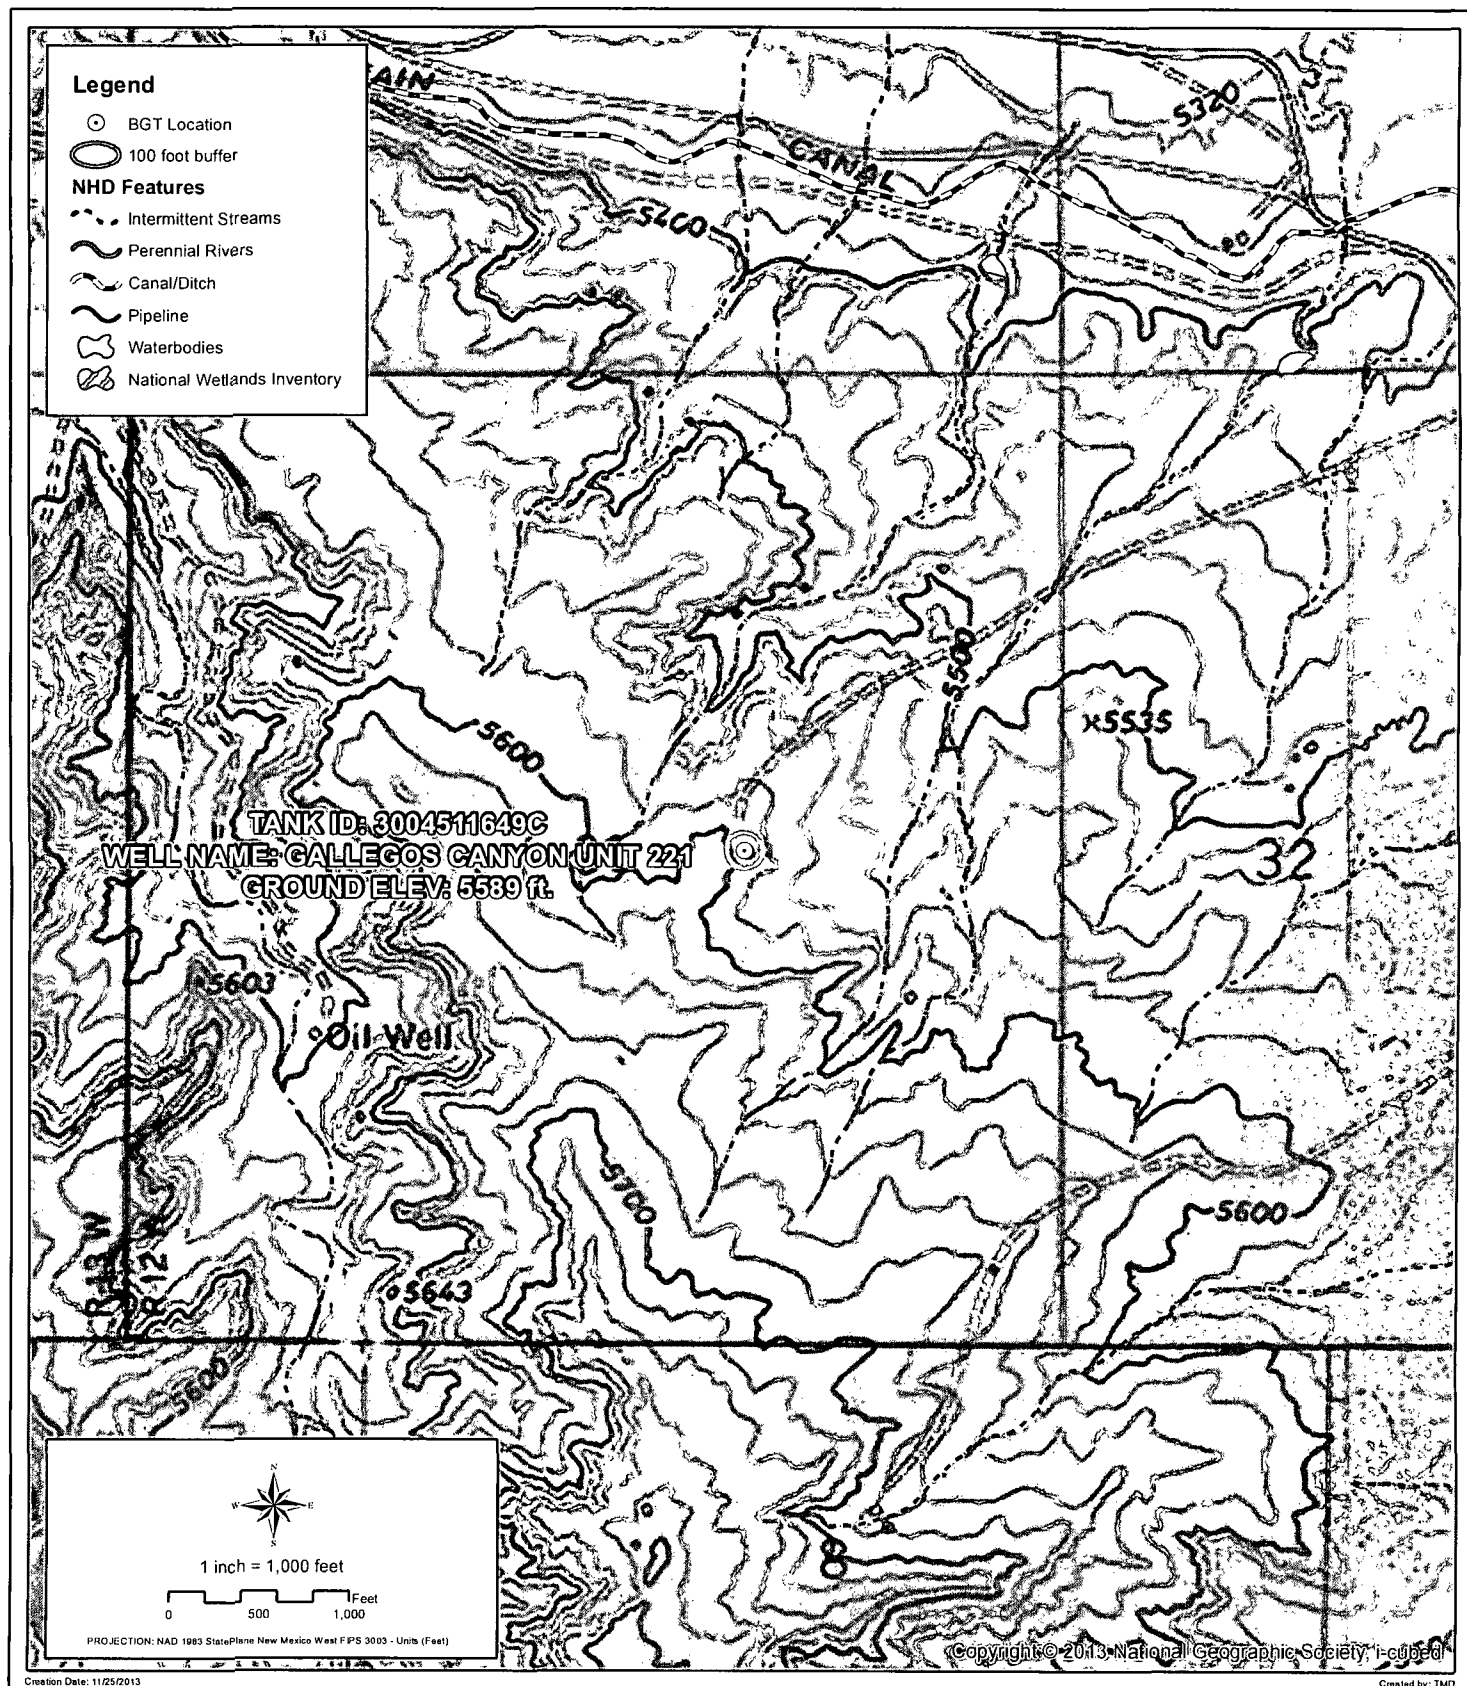 Legend
BGT Location
100 foot buffer
NHD Features
Intermittent Streams
Perennial Rivers
Canal/Ditch
Pipeline
Waterbodies
National Wetlands Inventory
AIN
CANAL
5320
5400
5500
5600
x5535
TANK ID: 3004511649C
WELL NAME: GALLEGOS CANYON UNIT 221
GROUND ELEV: 5589 ft.
32
5603
Oil Well
5700
5600
R 13 W
R 12 W
5643
5600
8
N
W E
S
1 inch = 1,000 feet
Feet
0 500 1,000
PROJECTION: NAD 1983 StatePlane New Mexico West FIPS 3003 - Units (Feet)
Copyright:© 2013 National Geographic Society, i-cubed
Creation Date: 11/25/2013
Created by: TMD